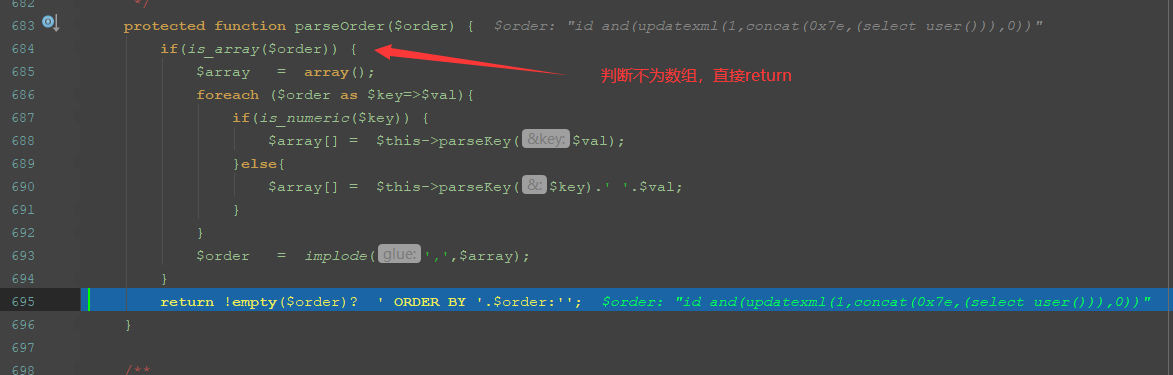 682 */
683 protected function parseOrder($order) { $order: "id and(updatexml(1,concat(0x7e,(select user())),0))"
684 if(is_array($order)) {
685 $array = array();
判断不为数组，直接return
686 foreach ($order as $key=>$val){
687 if(is_numeric($key)) {
688 $array[] = $this->parseKey( &key: $val);
689 }else{
690 $array[] = $this->parseKey( &: $key).' '.$val;
691 }
692 }
693 $order = implode( glue: ',',$array);
694 }
695 return !empty($order)? ' ORDER BY '.$order:''; $order: "id and(updatexml(1,concat(0x7e,(select user())),0))"
696 }
697
698 /**